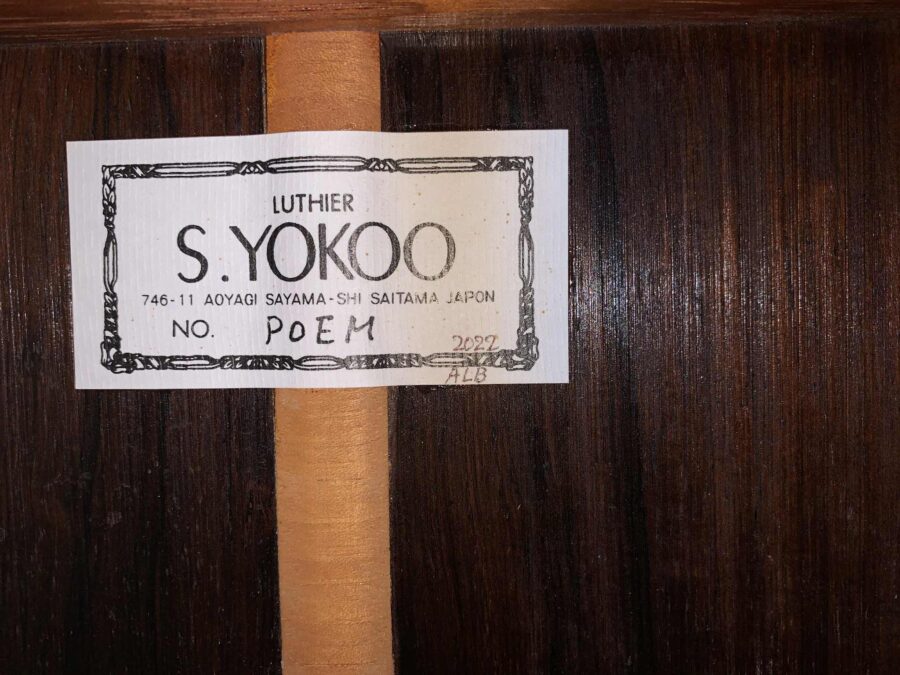 LUTHIER
S.YOKOO
746-11 AOYAGI SAYAMA-SHI SAITAMA JAPON
NO. POEM
2022
ALB